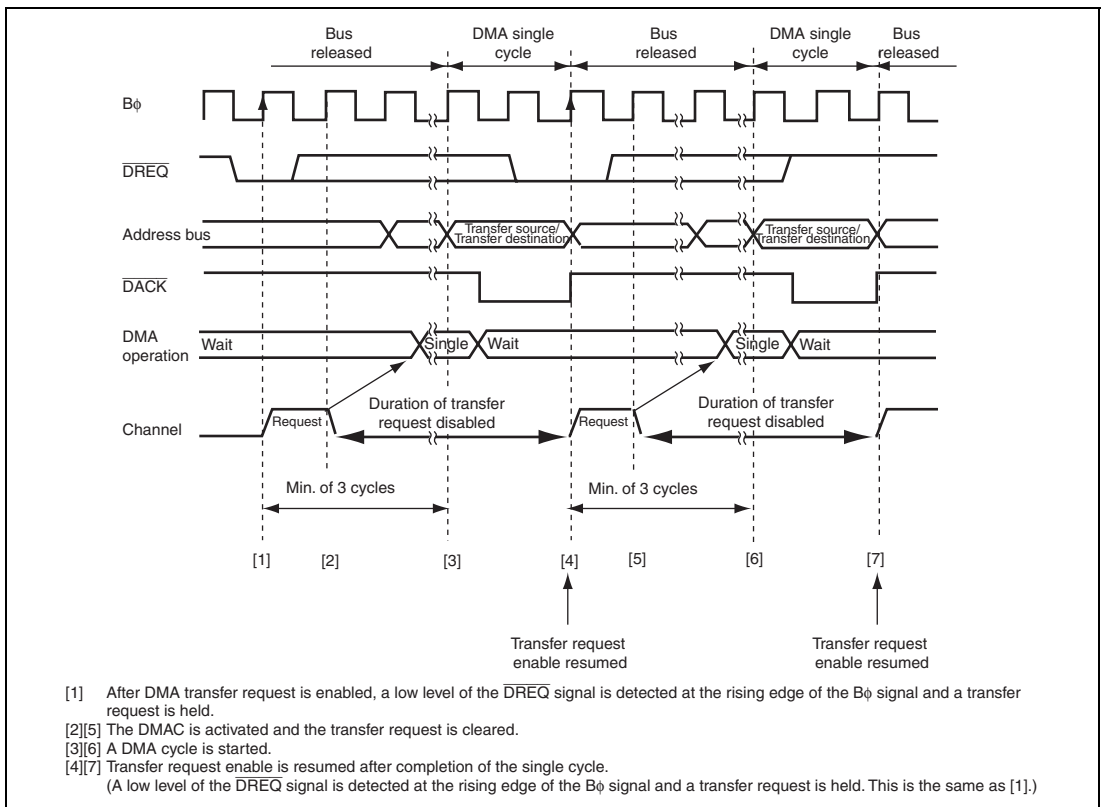 Bus released
DMA single cycle
Bus released
DMA single cycle
Bus released
Bϕ
DREQ
Address bus
Transfer source/
Transfer destination
Transfer source/
Transfer destination
DACK
DMA operation
Wait
Single
Wait
Single
Wait
Channel
Request
Duration of transfer
request disabled
Request
Duration of transfer
request disabled
Min. of 3 cycles
Min. of 3 cycles
[1] [2] [3] [4] [5] [6] [7]
Transfer request
enable resumed
Transfer request
enable resumed
[1] After DMA transfer request is enabled, a low level of the DREQ signal is detected at the rising edge of the Bϕ signal and a transfer
request is held.
[2][5] The DMAC is activated and the transfer request is cleared.
[3][6] A DMA cycle is started.
[4][7] Transfer request enable is resumed after completion of the single cycle.
(A low level of the DREQ signal is detected at the rising edge of the Bϕ signal and a transfer request is held. This is the same as [1].)